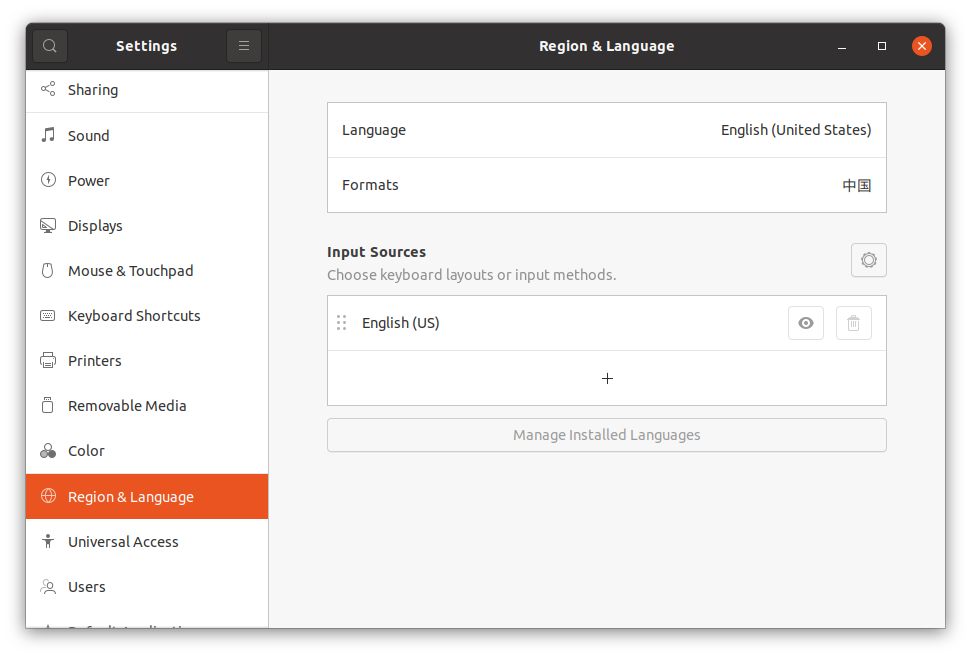 Settings
Region & Language
Sharing
Sound
Power
Displays
Mouse & Touchpad
Keyboard Shortcuts
Printers
Removable Media
Color
Region & Language
Universal Access
Users
Language
English (United States)
Formats
中国
Input Sources
Choose keyboard layouts or input methods.
English (US)
Manage Installed Languages